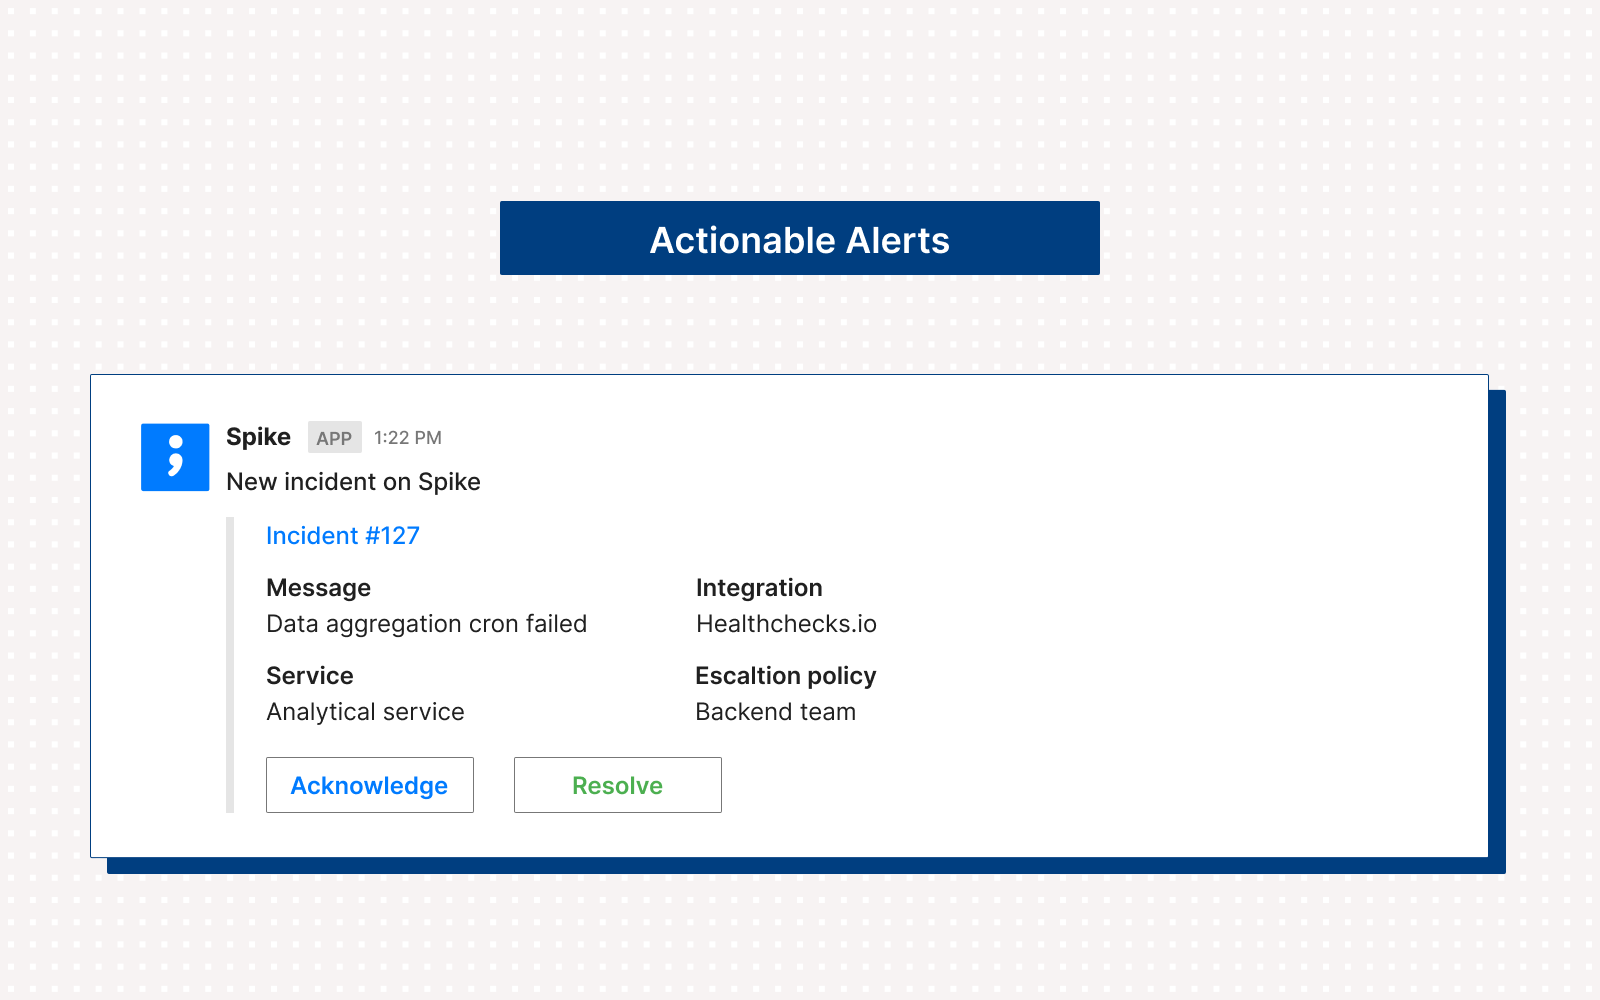 Actionable Alerts
Spike APP 1:22 PM
New incident on Spike
Incident #127
Message
Data aggregation cron failed
Integration
Healthchecks.io
Service
Analytical service
Escaltion policy
Backend team
Acknowledge
Resolve